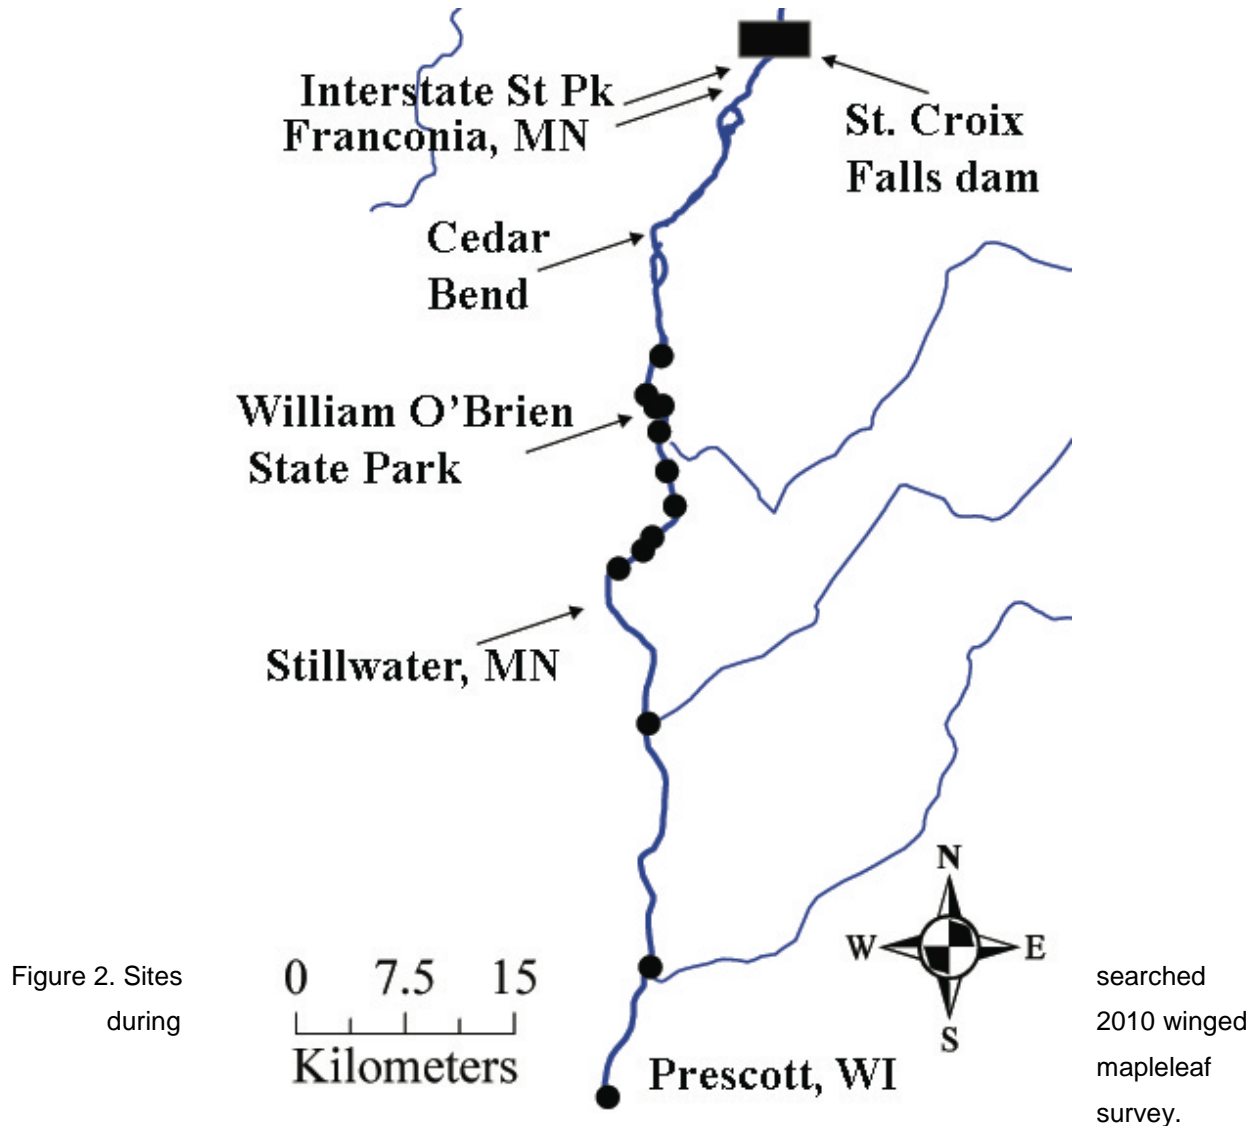 Interstate St Pk
Franconia, MN
St. Croix
Falls dam
Cedar
Bend
William O'Brien
State Park
Stillwater, MN
N
W E
S
0 7.5 15
Kilometers
Prescott, WI
Figure 2. Sites searched
during 2010 winged
mapleleaf
survey.